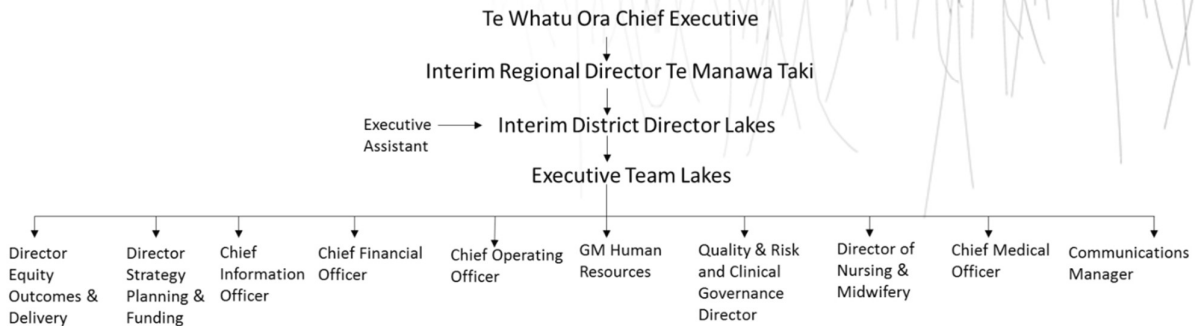 Te Whatu Ora Chief Executive
Interim Regional Director Te Manawa Taki
Executive
Assistant
Interim District Director Lakes
Executive Team Lakes
Director
Equity
Outcomes &
Delivery
Director
Strategy
Planning &
Funding
Chief
Information
Officer
Chief Financial
Officer
Chief Operating
Officer
GM Human
Resources
Quality & Risk
and Clinical
Governance
Director
Director of
Nursing &
Midwifery
Chief Medical
Officer
Communications
Manager